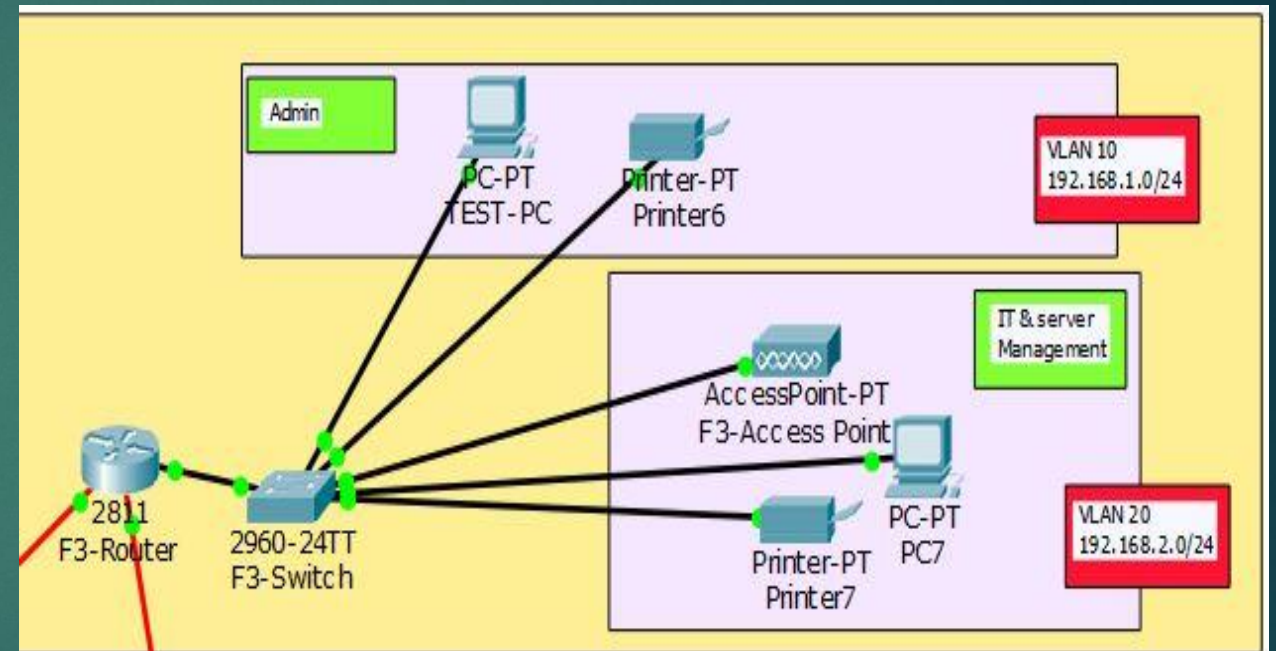 Admin
PC-PT
TEST-PC
Printer-PT
Printer6
VLAN 10
192.168.1.0/24
IT & server
Management
AccessPoint-PT
F3-Access Point
PC-PT
PC7
Printer-PT
Printer7
VLAN 20
192.168.2.0/24
2811
F3-Router
2960-24TT
F3-Switch